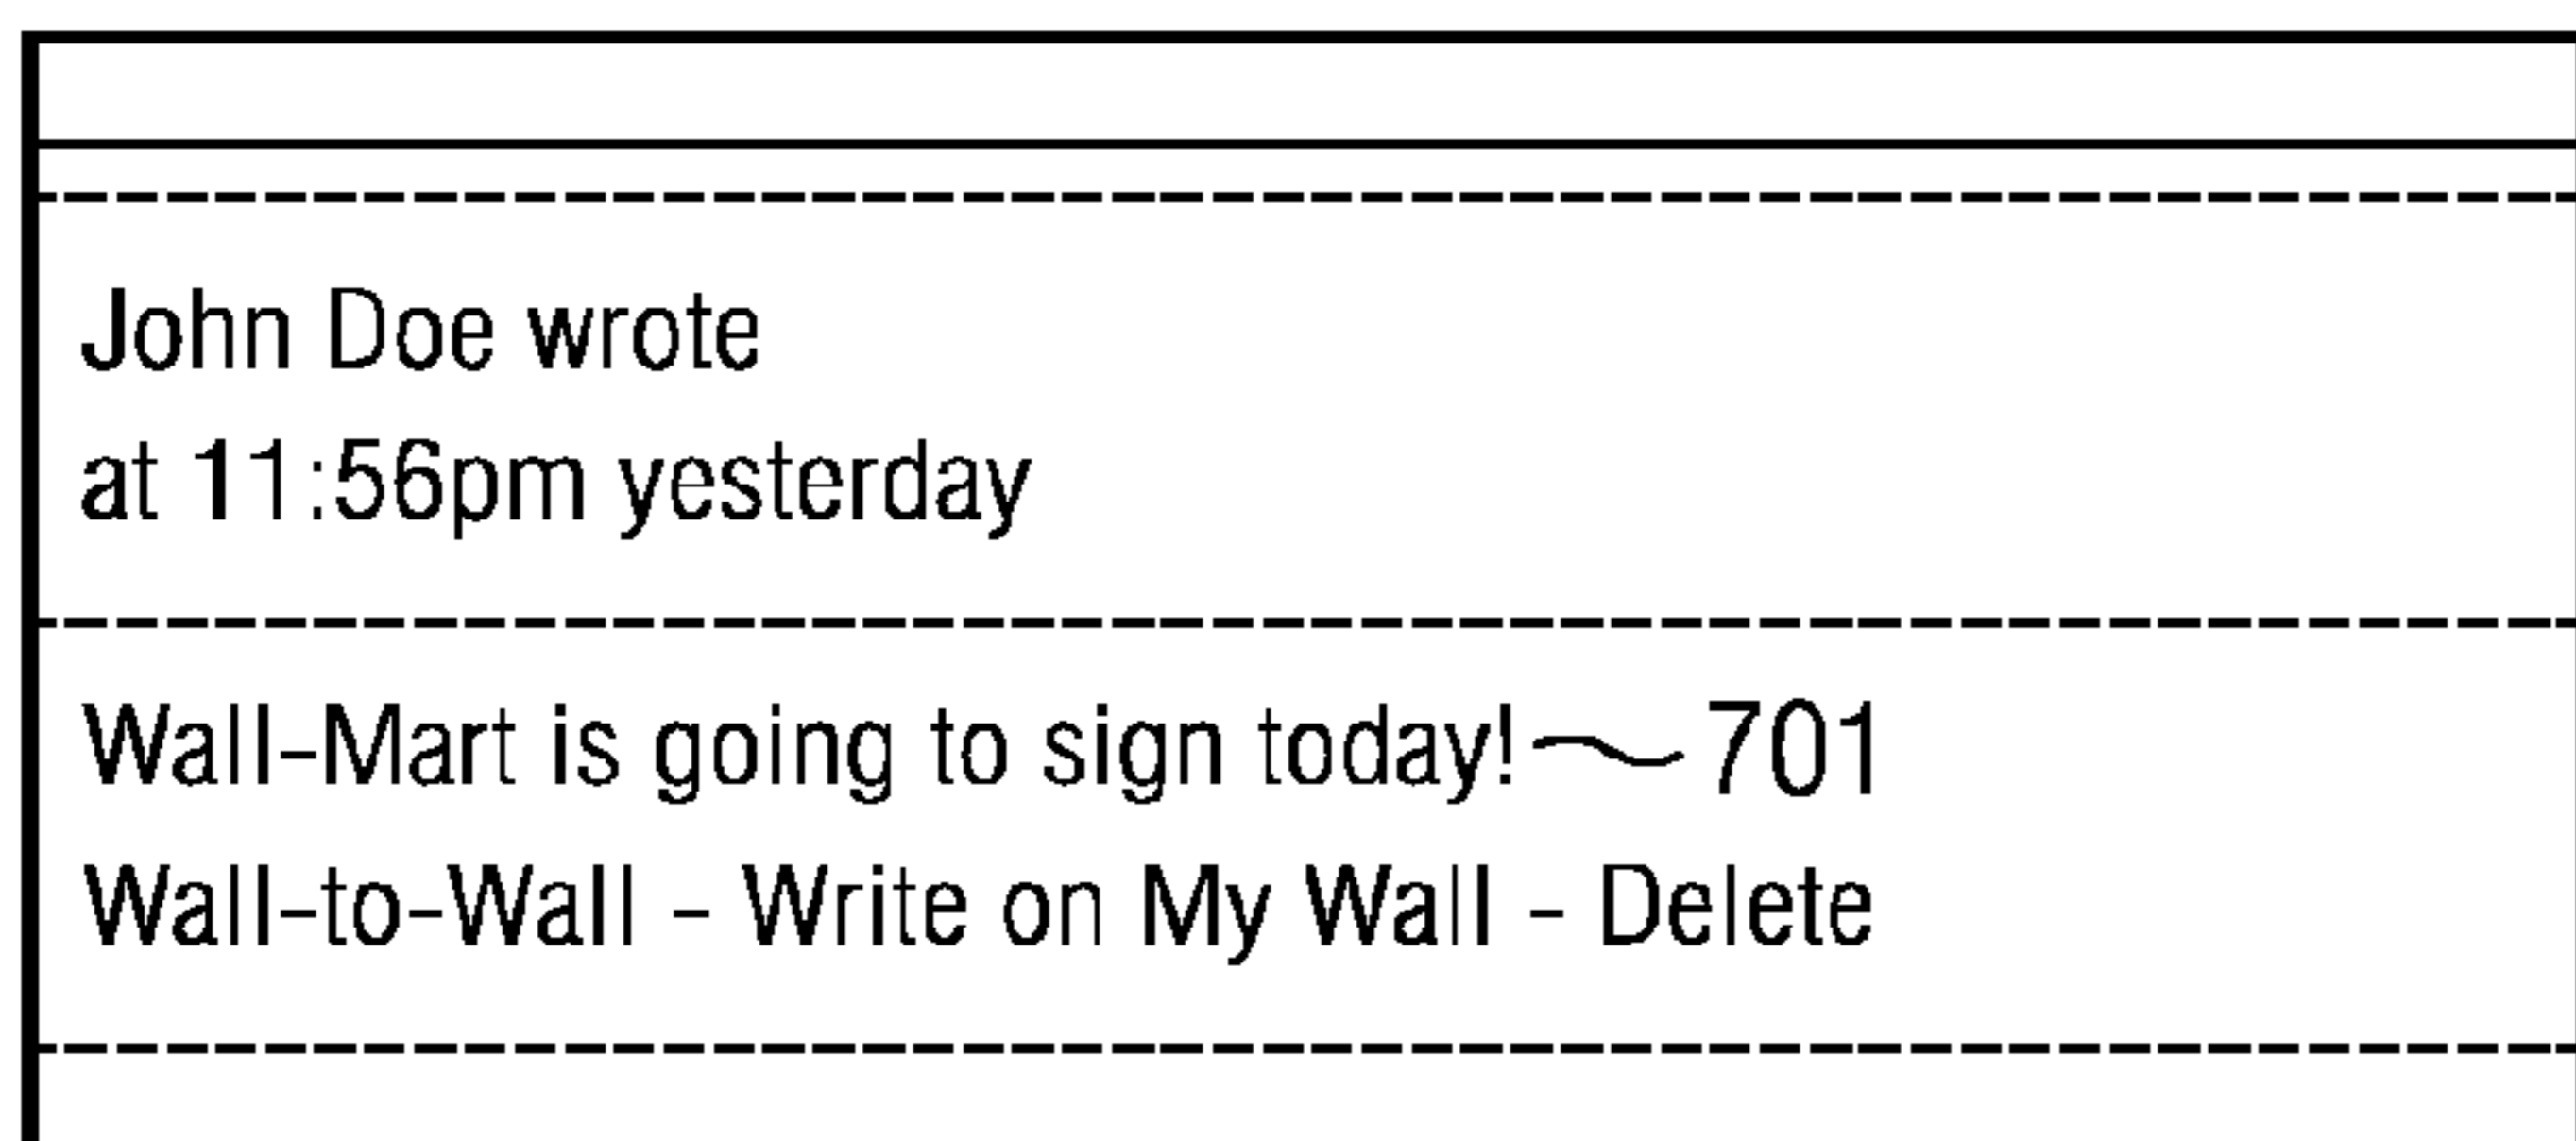 John Doe wrote
at 11:56pm yesterday
Wall-Mart is going to sign today! 701
Wall-to-Wall - Write on My Wall - Delete